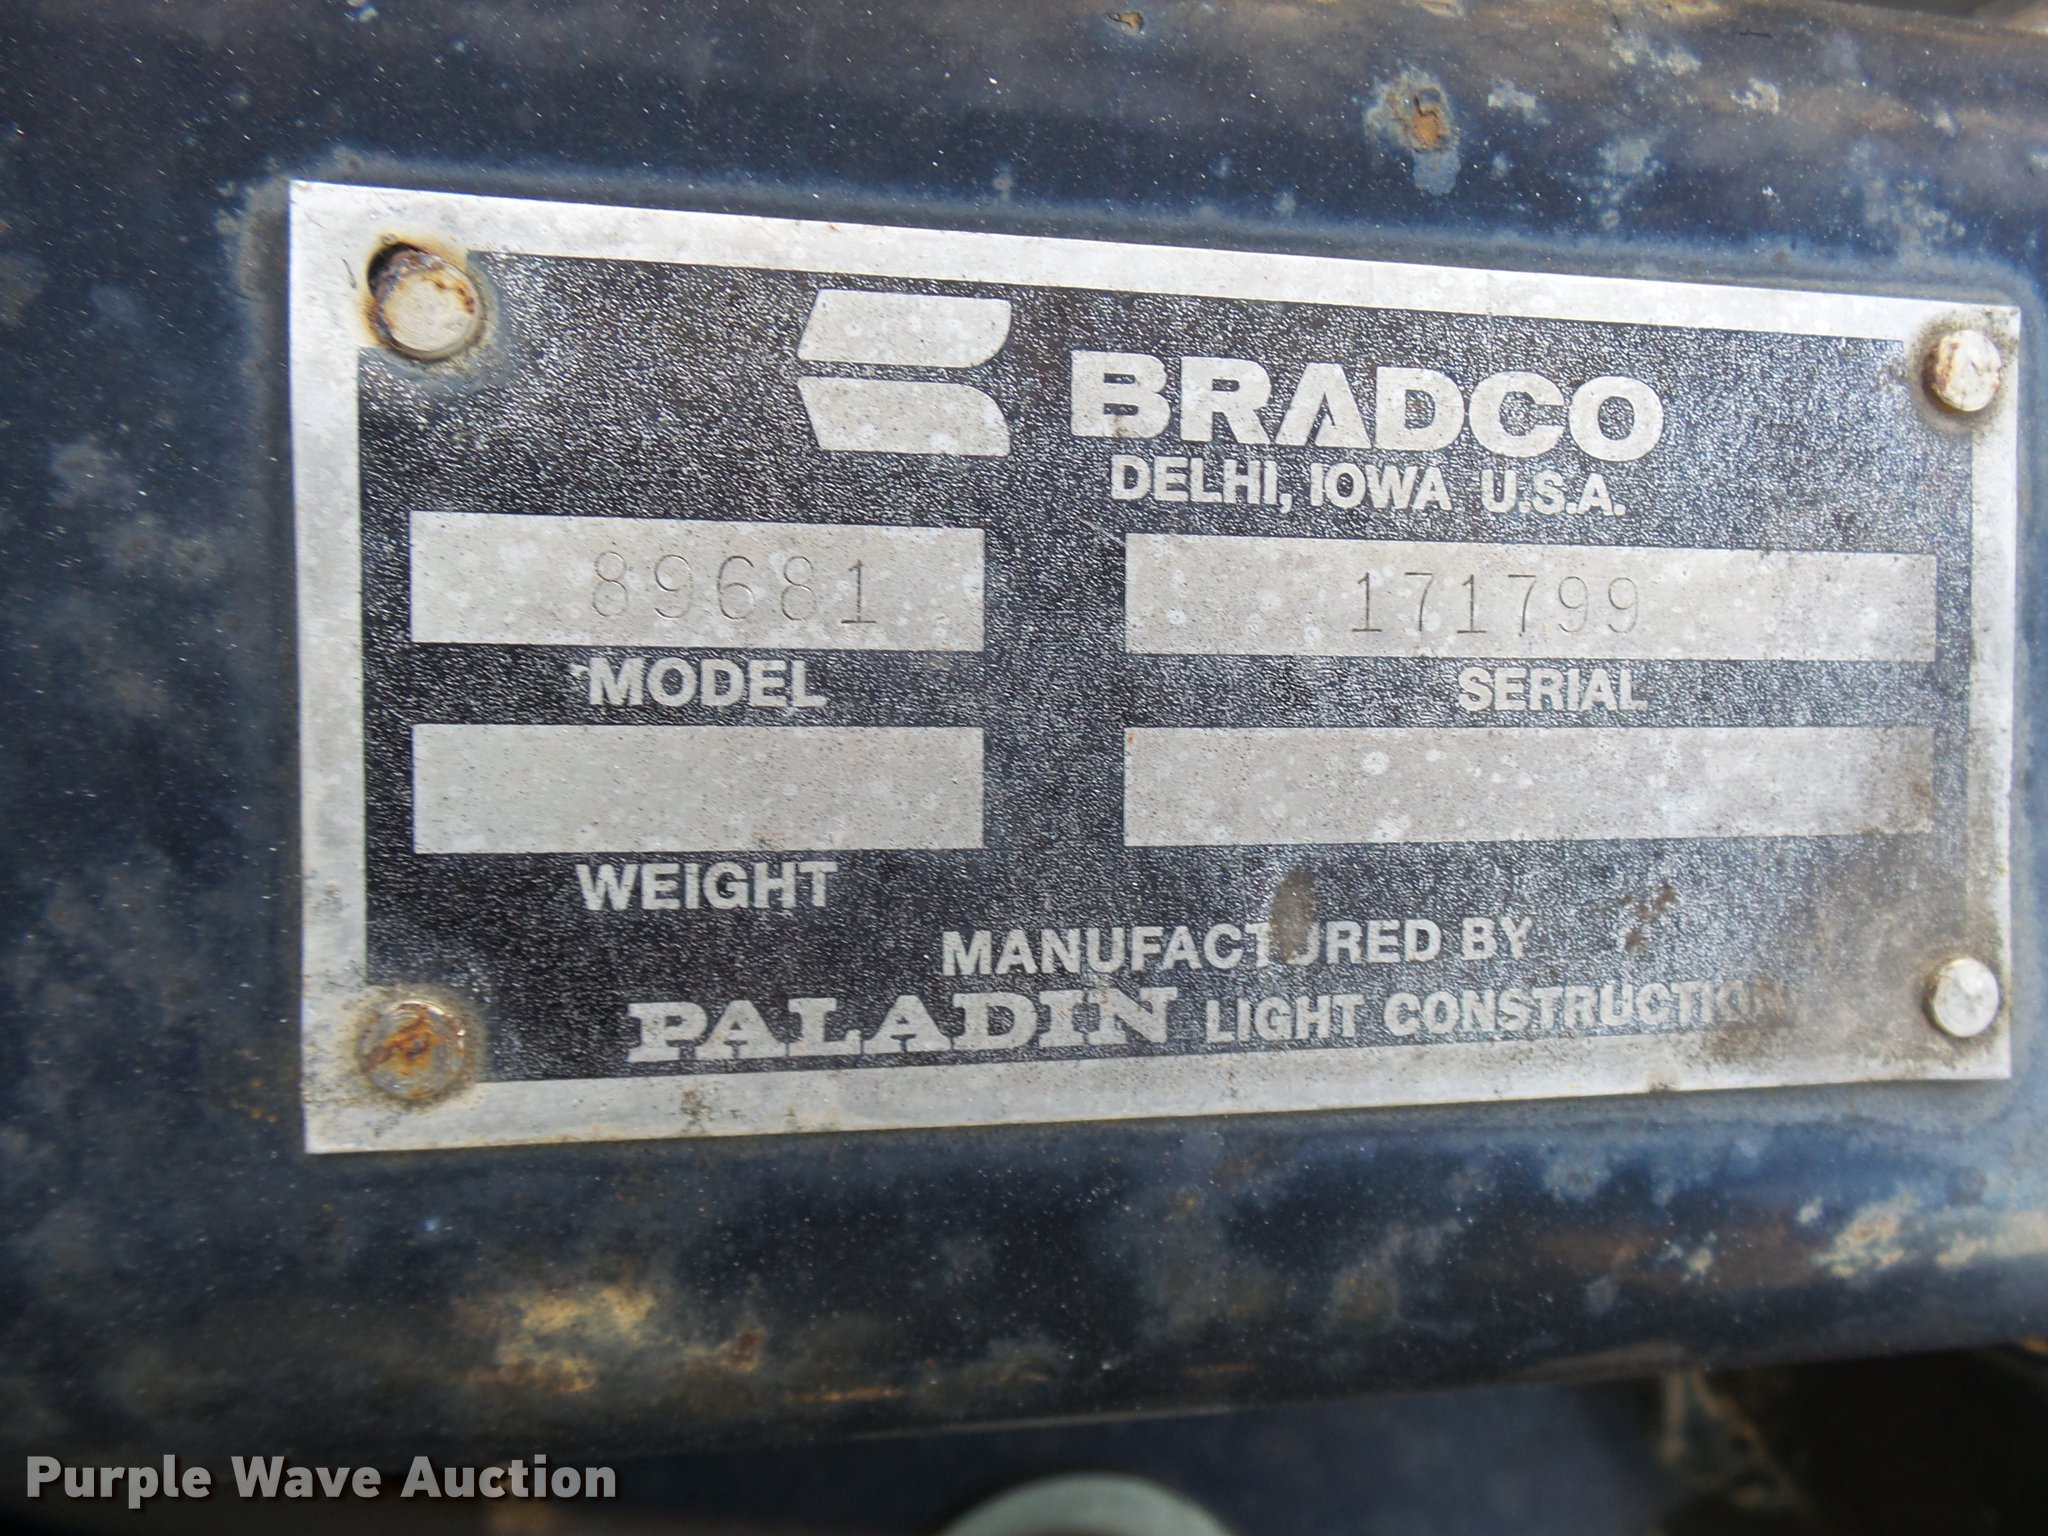 BRADCO
DELHI, IOWA U.S.A.
89681 171799
MODEL SERIAL
WEIGHT
MANUFACTURED BY
PALADIN LIGHT CONSTRUCTION
Purple Wave Auction